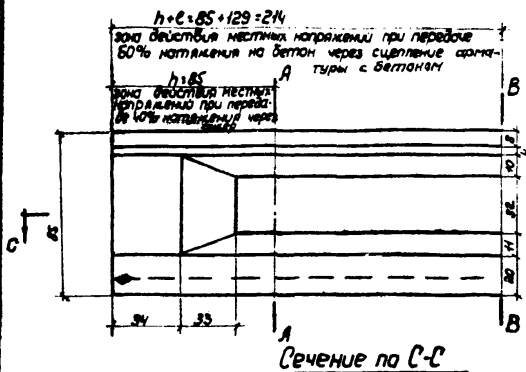 h+ℓ=85+129=214
зона действия местных напряжений при передаче
60% натяжения на бетон через сцепление арма-
туры с бетоном
h=85
зона действия местных
напряжений при переда-
че 40% натяжения через
анкер
A
B
8
10
32
11
20
85
C
34
33
A
B
Сечение по С-С